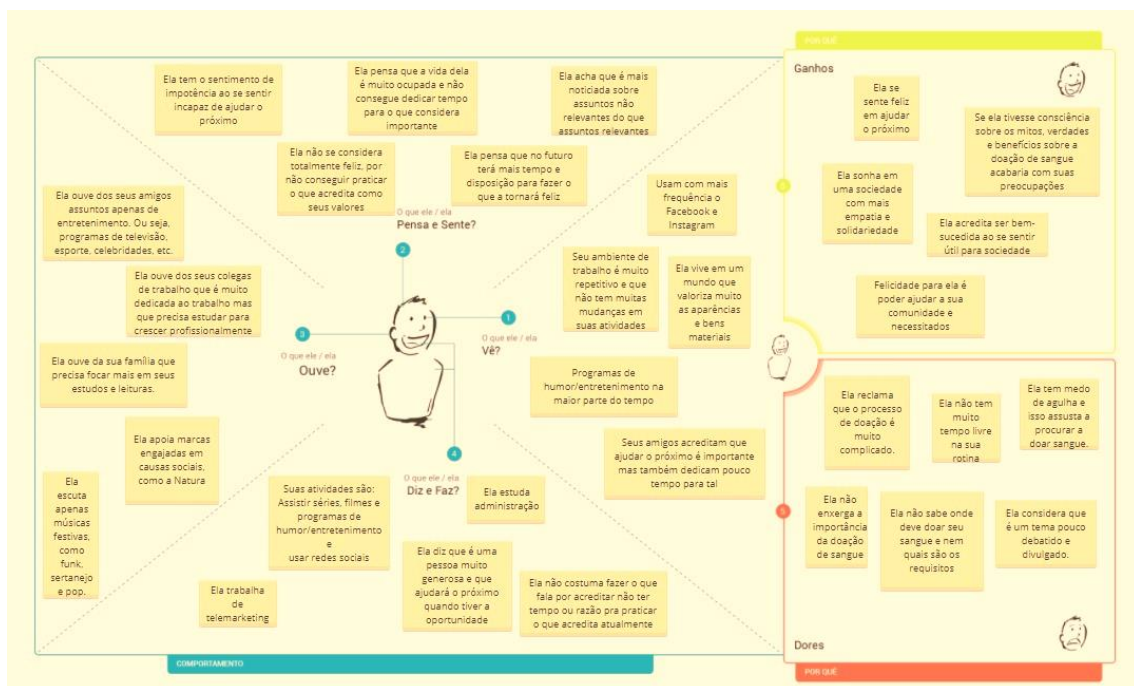 POR QUÊ
Ganhos
Ela tem o sentimento de
impotência ao se sentir
incapaz de ajudar o
próximo
Ela pensa que a vida dela
é muito ocupada e não
consegue dedicar tempo
para o que considera
importante
Ela acha que é mais
noticiada sobre
assuntos não
relevantes do que
assuntos relevantes
Ela não se considera
totalmente feliz, por
não conseguir praticar
o que acredita como
seus valores
Ela pensa que no futuro
terá mais tempo e
disposição para fazer o
que a tornará feliz
O que ele / ela
Pensa e Sente?
2
Ela ouve dos seus amigos
assuntos apenas de
entretenimento. Ou seja,
programas de televisão,
esporte, celebridades, etc.
Ela ouve dos seus colegas
de trabalho que é muito
dedicada ao trabalho mas
que precisa estudar para
crescer profissionalmente
Ela ouve da sua família que
precisa focar mais em seus
estudos e leituras.
3
O que ele / ela
Ouve?
Usam com mais
frequência o
Facebook e
Instagram
Seu ambiente de
trabalho é muito
repetitivo e que
não tem muitas
mudanças em
suas atividades
Ela vive em um
mundo que
valoriza muito
as aparências
e bens
materiais
1
O que ele / ela
Vê?
Programas de
humor/entretenimento na
maior parte do tempo
Seus amigos acreditam que
ajudar o próximo é importante
mas também dedicam pouco
tempo para tal
4
O que ele / ela
Diz e Faz?
Ela apoia marcas
engajadas em
causas sociais,
como a Natura
Ela
escuta
apenas
músicas
festivas,
como
funk,
sertanejo
e pop.
Suas atividades são:
Assistir séries, filmes e
programas de
humor/entretenimento
e
usar redes sociais
Ela estuda
administração
Ela trabalha
de
telemarketing
Ela diz que é uma
pessoa muito
generosa e que
ajudará o próximo
quando tiver a
oportunidade
Ela não costuma fazer o que
fala por acreditar não ter
tempo ou razão pra praticar
o que acredita atualmente
COMPORTAMENTO
Ela se
sente feliz
em ajudar
o próximo
Se ela tivesse consciência
sobre os mitos, verdades
e benefícios sobre a
doação de sangue
acabaria com suas
preocupações
Ela sonha em
uma sociedade
com mais
empatia e
solidariedade
Ela acredita ser bem-
sucedida ao se sentir
útil para sociedade
Felicidade para ela é
poder ajudar a sua
comunidade e
necessitados
Ela reclama
que o processo
de doação é
muito
complicado.
Ela não tem
muito
tempo livre
na sua
rotina
Ela tem medo
de agulha e
isso assusta a
procurar a
doar sangue.
5
Ela não
enxerga a
importância
da doação
de sangue
Ela não sabe onde
deve doar seu
sangue e nem
quais são os
requisitos
Ela considera que
é um tema pouco
debatido e
divulgado.
Dores
POR QUÊ